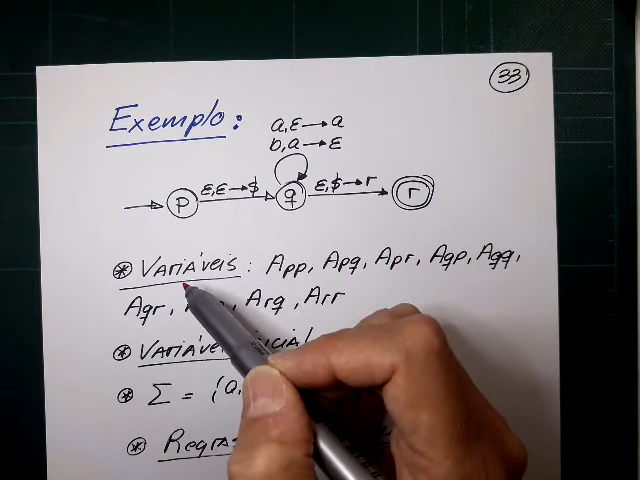 33
Exemplo:
a,ε→a
b,a→ε
ε,ε→$ ε,$→r
p q r
⊛ Variáveis: App, Apq, Apr, Aqp, Aqq,
Aqr, , Arq, Arr
⊛ Variável
⊛ Σ = {a,
⊛ Regras